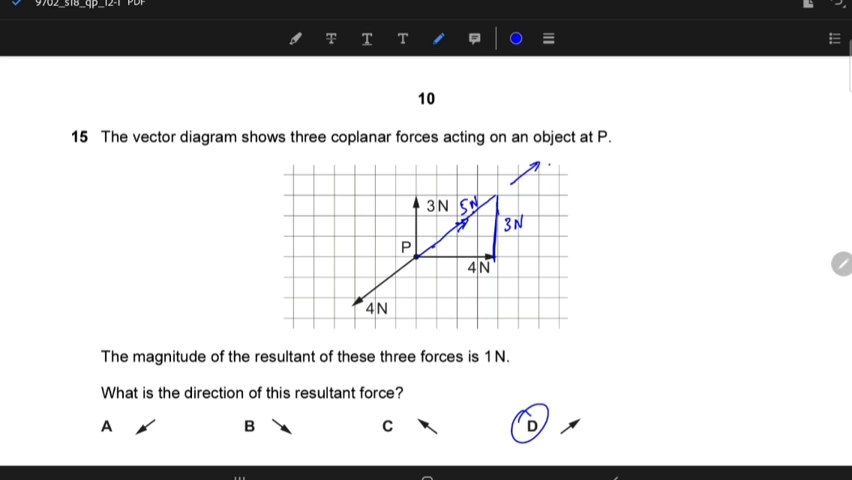 9702_s18_qp_12-1 PDF
T T T
10
15 The vector diagram shows three coplanar forces acting on an object at P.
3N 5N
3N
P
4N
4N
The magnitude of the resultant of these three forces is 1N.
What is the direction of this resultant force?
A B C D